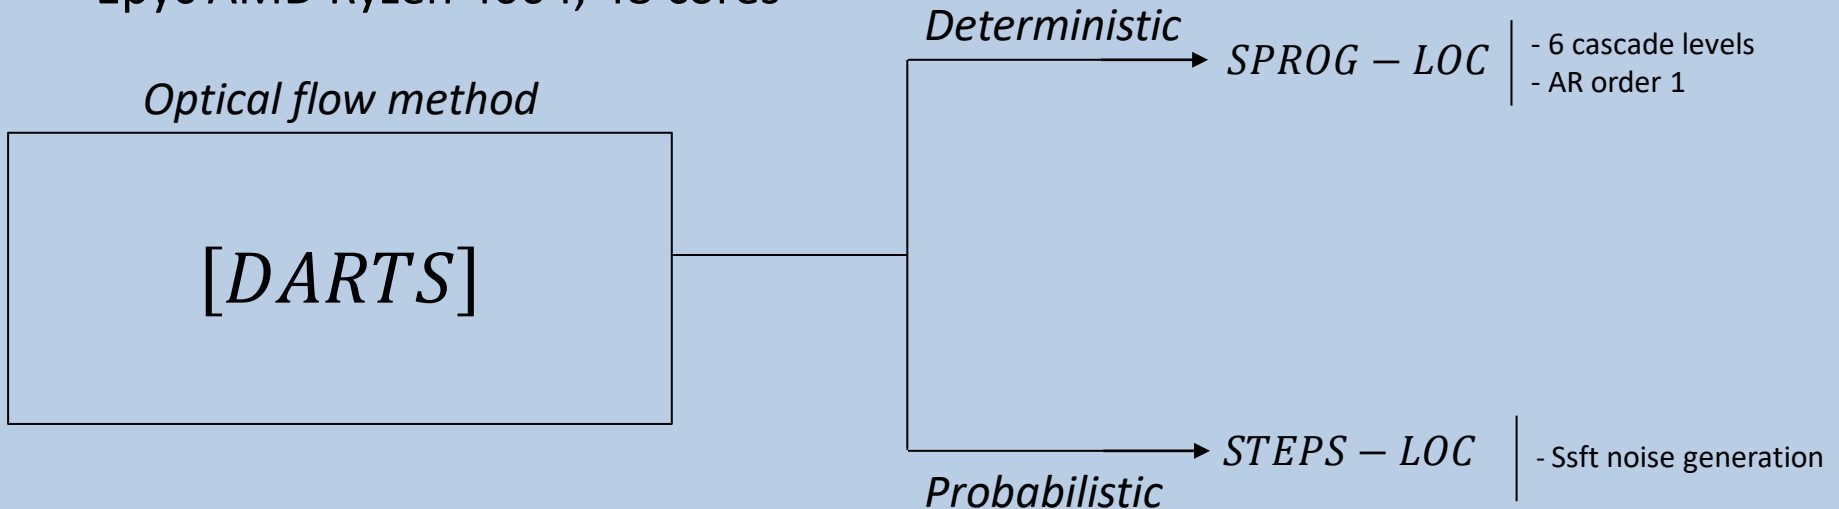 Deterministic
SPROG – LOC
- 6 cascade levels
- AR order 1
Optical flow method
[DARTS]
STEPS – LOC
- Ssft noise generation
Probabilistic